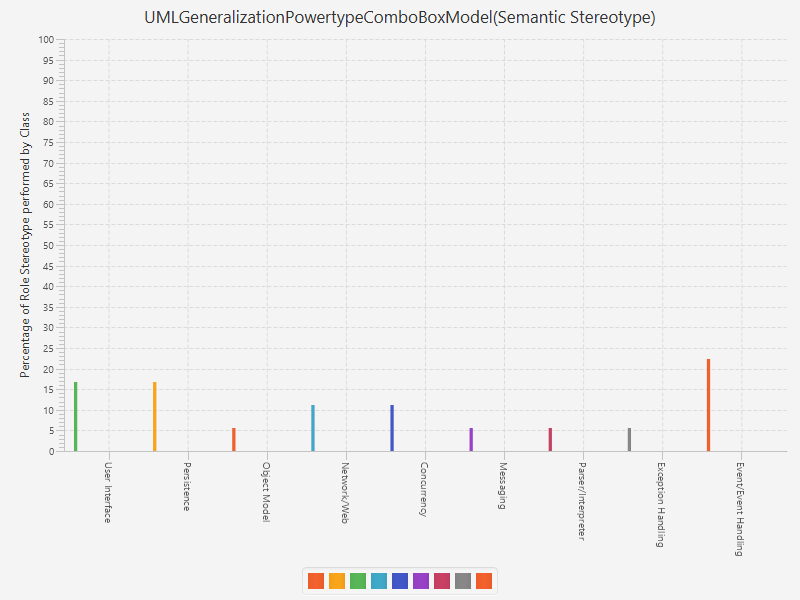 UMLGeneralizationPowertypeComboBoxModel(Semantic Stereotype)
Percentage of Role Stereotype performed by Class
100
95
90
85
80
75
70
65
60
55
50
45
40
35
30
25
20
15
10
5
0
User Interface
Persistence
Object Model
Network/Web
Concurrency
Messaging
Parser/Interpreter
Exception Handling
Event/Event Handling